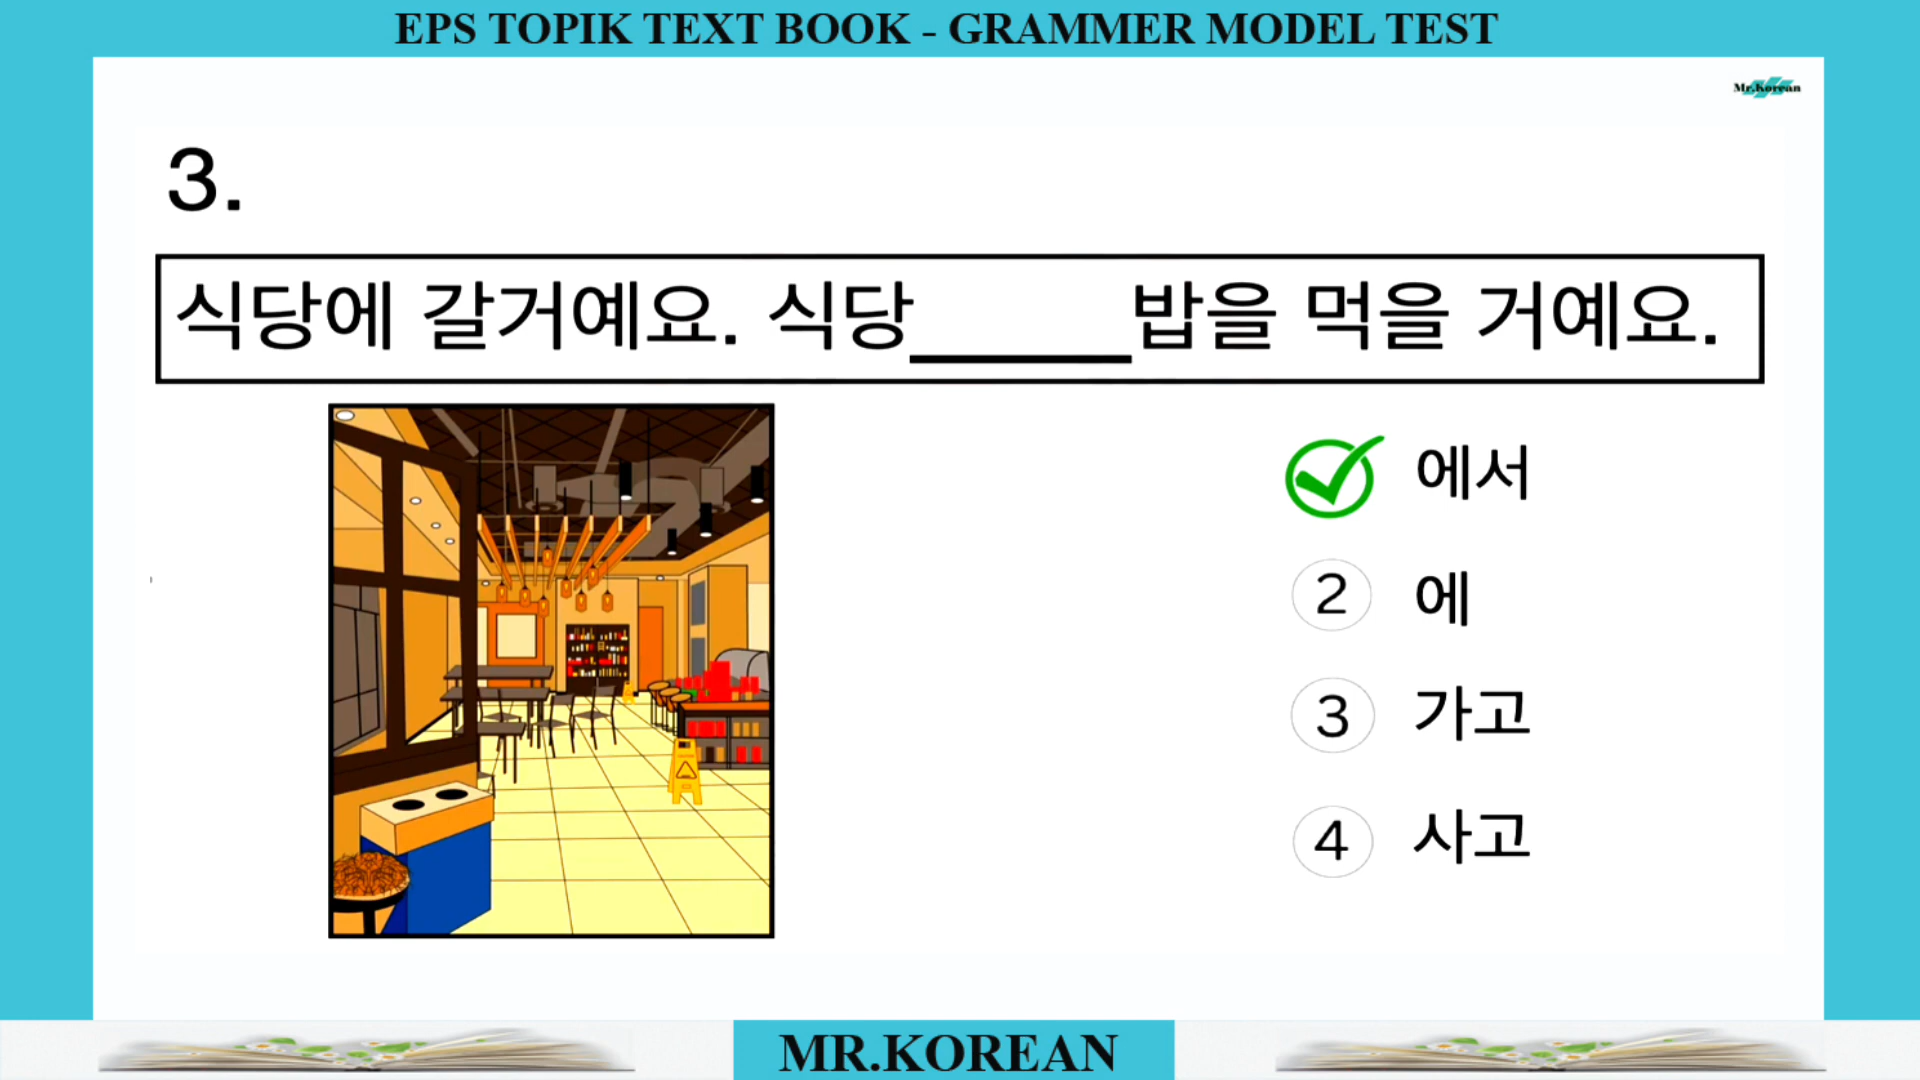 EPS TOPIK TEXT BOOK - GRAMMER MODEL TEST
Mr.Korean
3.
식당에 갈거예요. 식당______밥을 먹을 거예요.
에서
2 에
3 가고
4 사고
MR.KOREAN